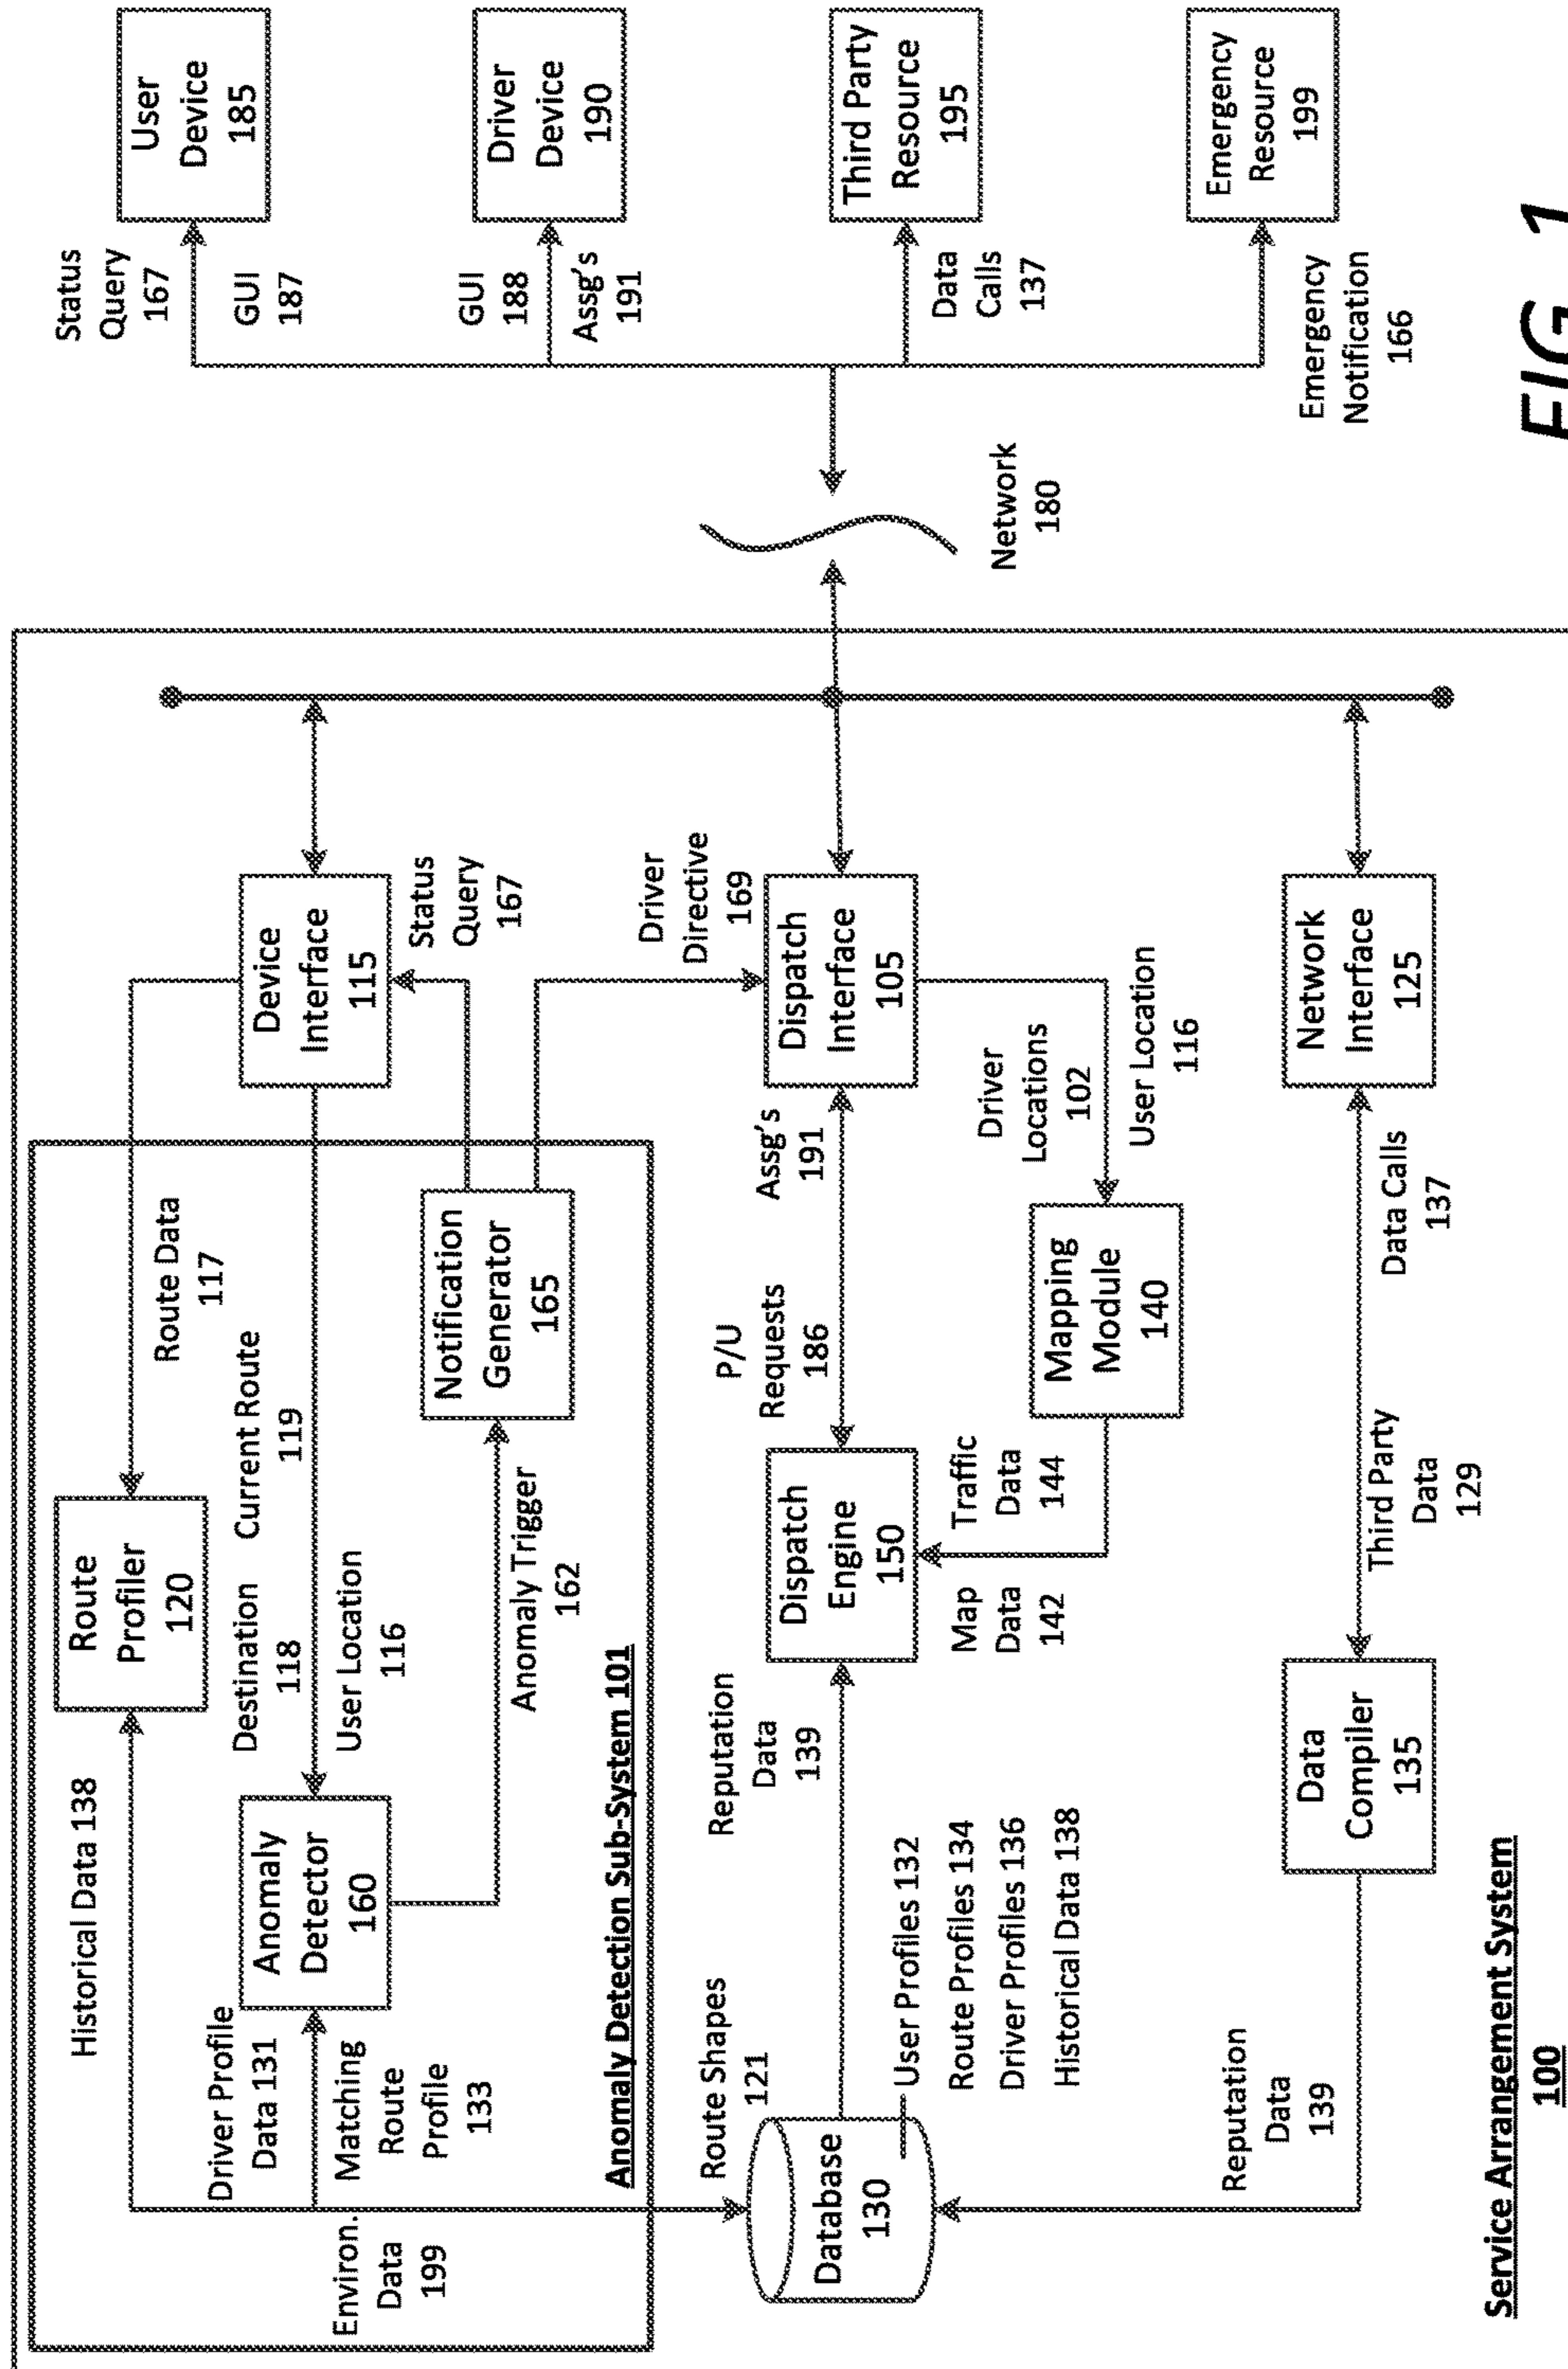 Historical Data 138
Route
Profiler
120
Route Data
117
Device
Interface
115
Status
Query
167
Destination
118
Current Route
119
User Location
116
Driver Profile
Data 131
Matching
Route
Profile
133
Environ.
Data
199
Anomaly
Detector
160
Anomaly Trigger
162
Notification
Generator
165
Anomaly Detection Sub-System 101
Driver
Directive
169
Route Shapes
121
Database
130
User Profiles 132
Route Profiles 134
Driver Profiles 136
Historical Data 138
Reputation
Data
139
Dispatch
Engine
150
P/U
Requests
186
Assg's
191
Dispatch
Interface
105
Map
Data
142
Traffic
Data
144
Mapping
Module
140
Driver
Locations
102
User Location
116
Reputation
Data
139
Data
Compiler
135
Third Party
Data
129
Data Calls
137
Network
Interface
125
Service Arrangement System
100
Network
180
Status
Query
167
GUI
187
User
Device
185
GUI
188
Assg's
191
Driver
Device
190
Data
Calls
137
Third Party
Resource
195
Emergency
Notification
166
Emergency
Resource
199
FIG. 1